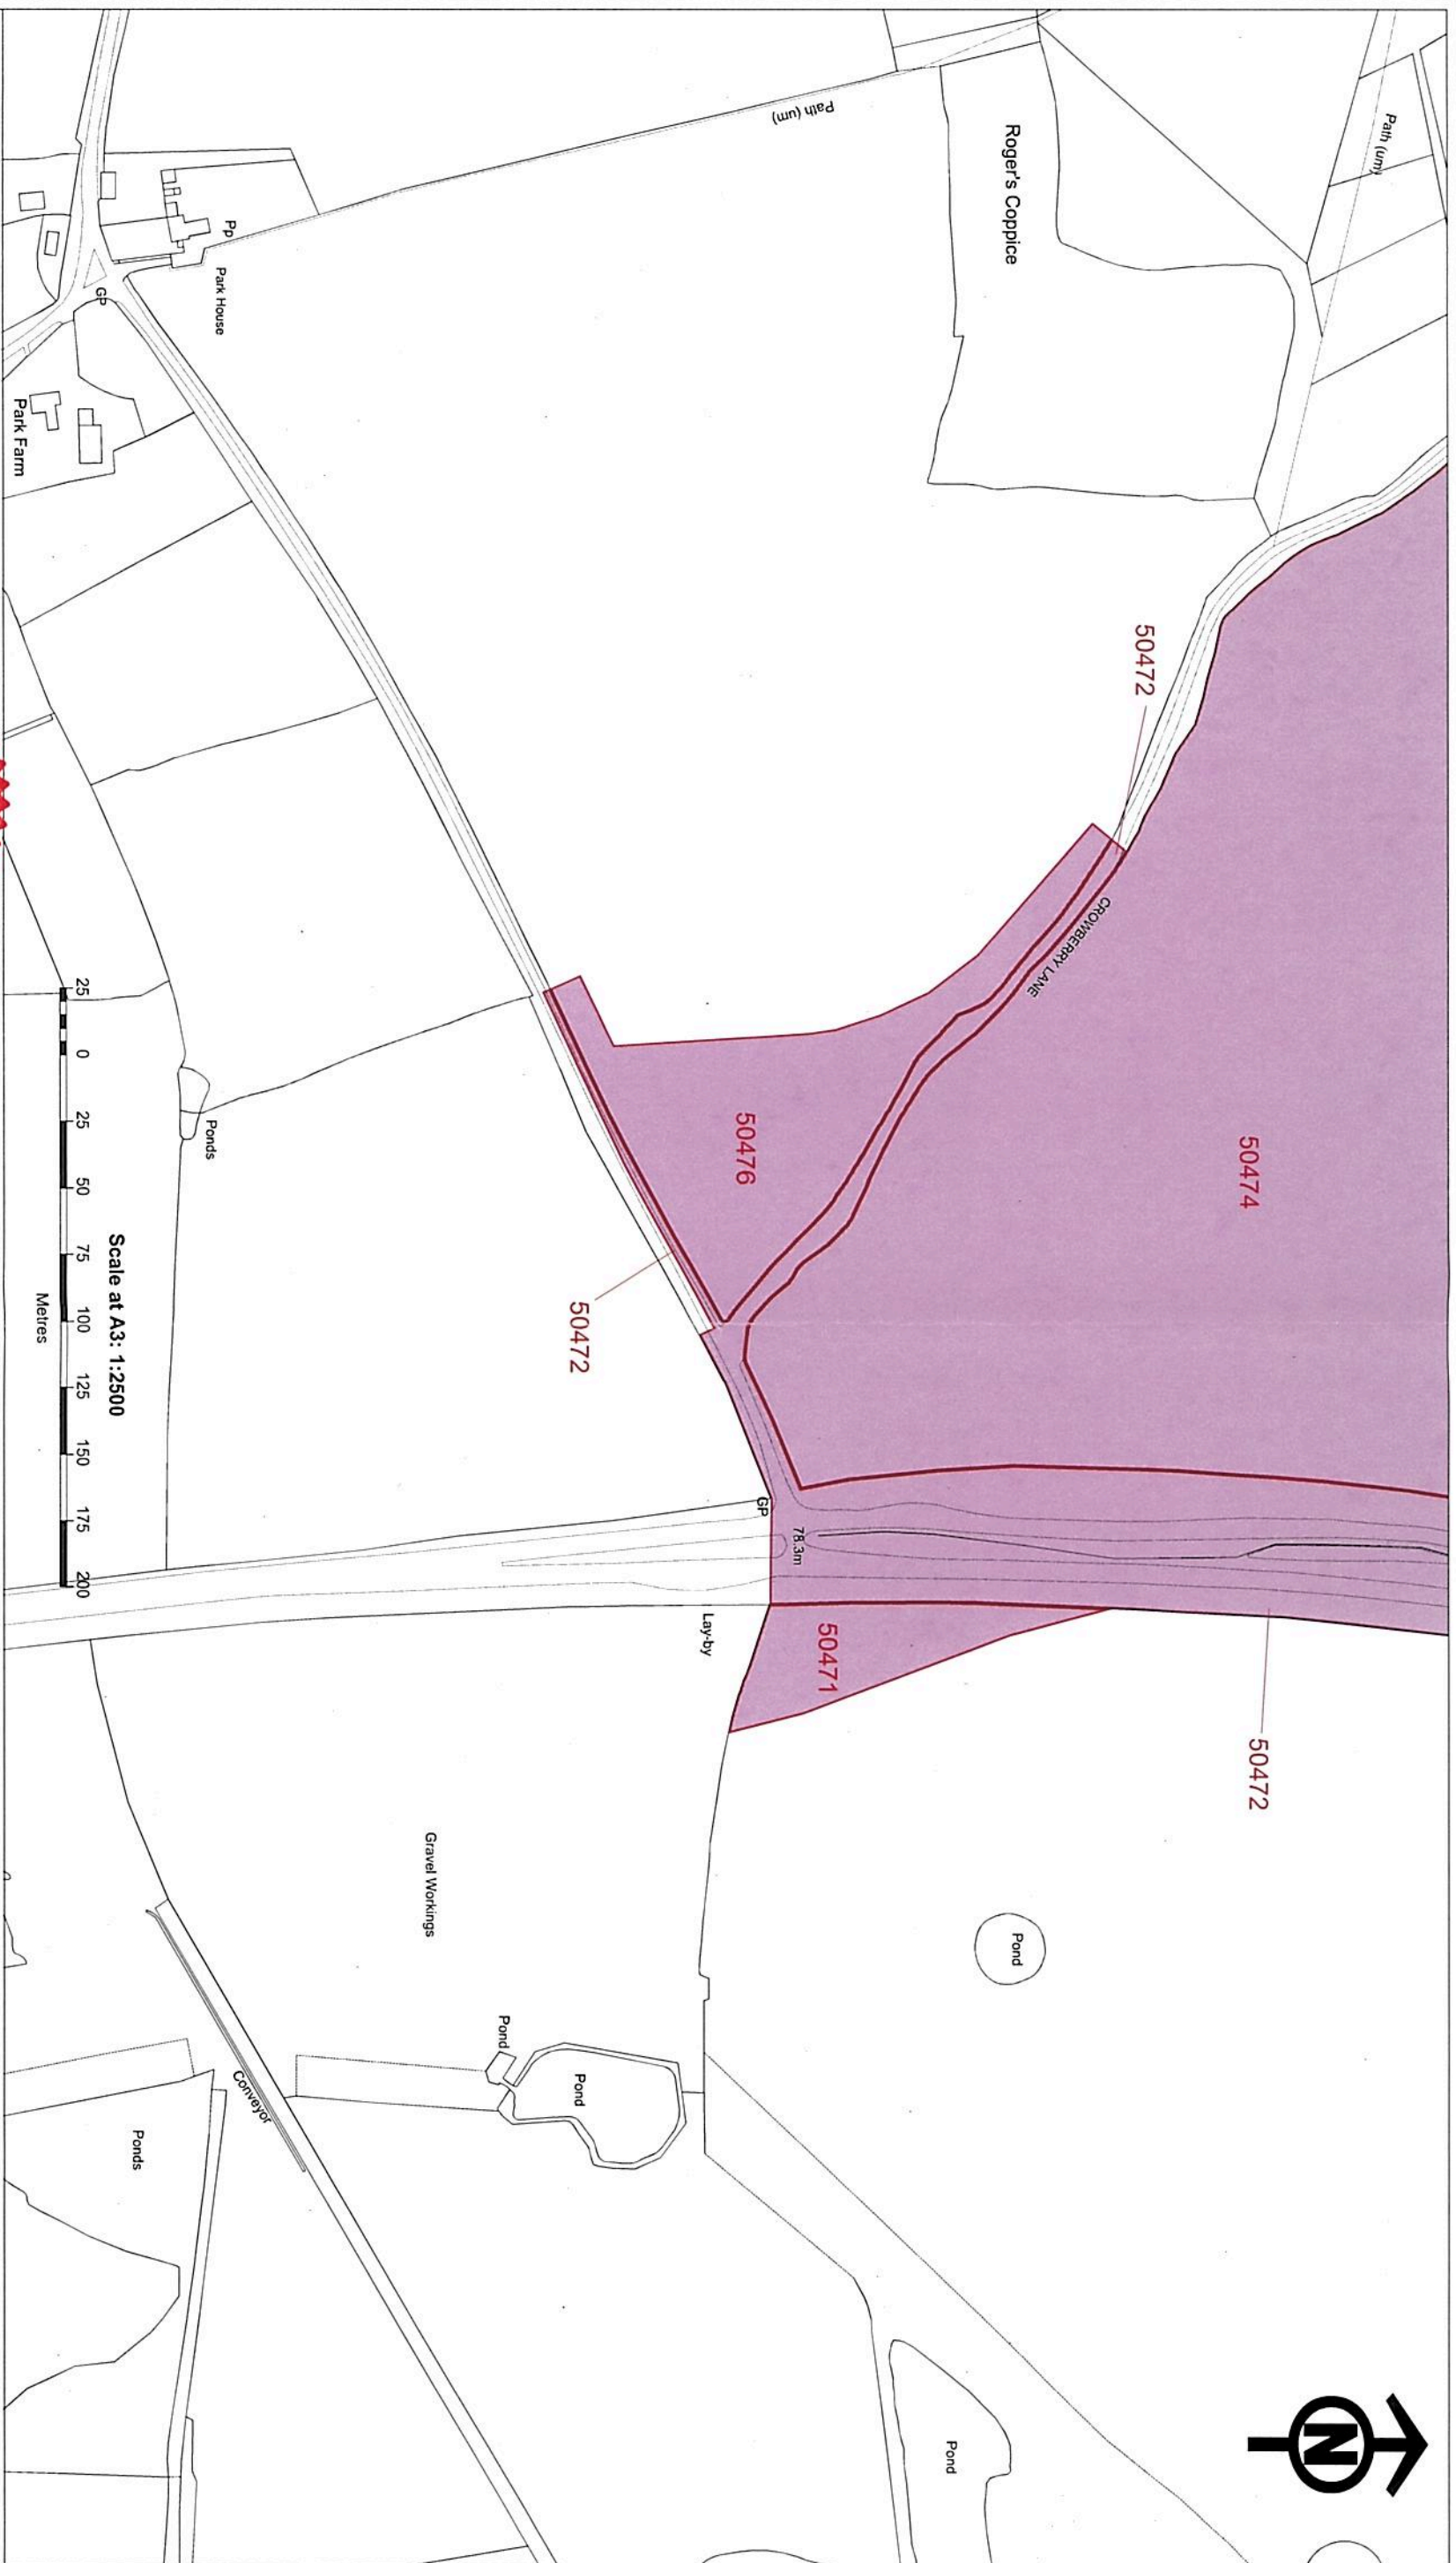 Path (um)
Path (um)
Roger's Coppice
Pp
Park House
GP
Park Farm
50472
CROWBERRY LANE
50474
50476
50472
Ponds
25 0 25 50 75 100 125 150 175 200
Scale at A3: 1:2500
Metres
GP
78.3m
Lay-by
50471
50472
Gravel Workings
Pond
Pond
Pond
Conveyor
Ponds
Pond
N